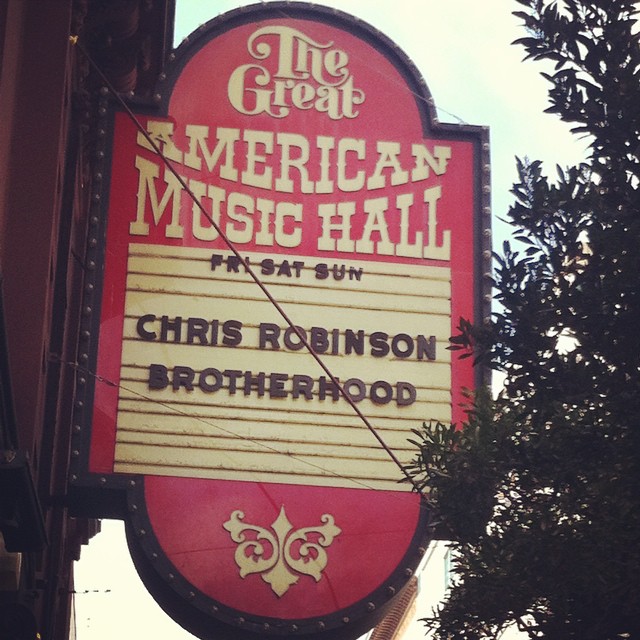 The
Great
American
Music Hall
FRI SAT SUN
CHRIS ROBINSON
BROTHERHOOD